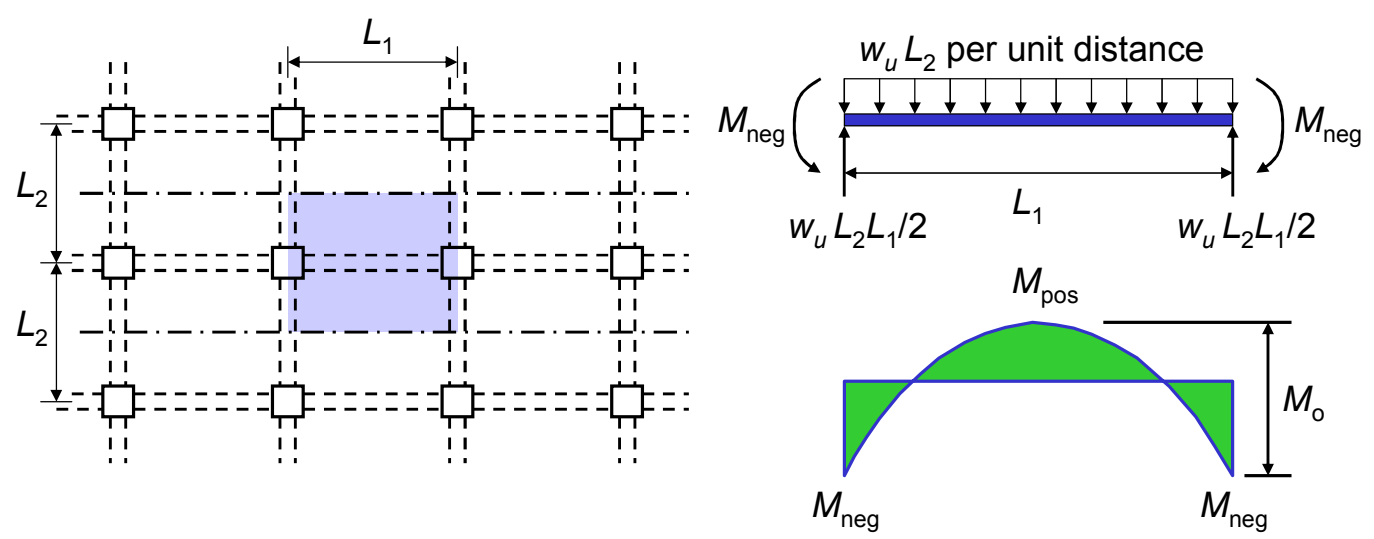 L₁
L₂
L₂
wᵤ L₂ per unit distance
Mneg
Mneg
L₁
wᵤ L₂L₁/2
wᵤ L₂L₁/2
Mpos
Mₒ
Mneg
Mneg